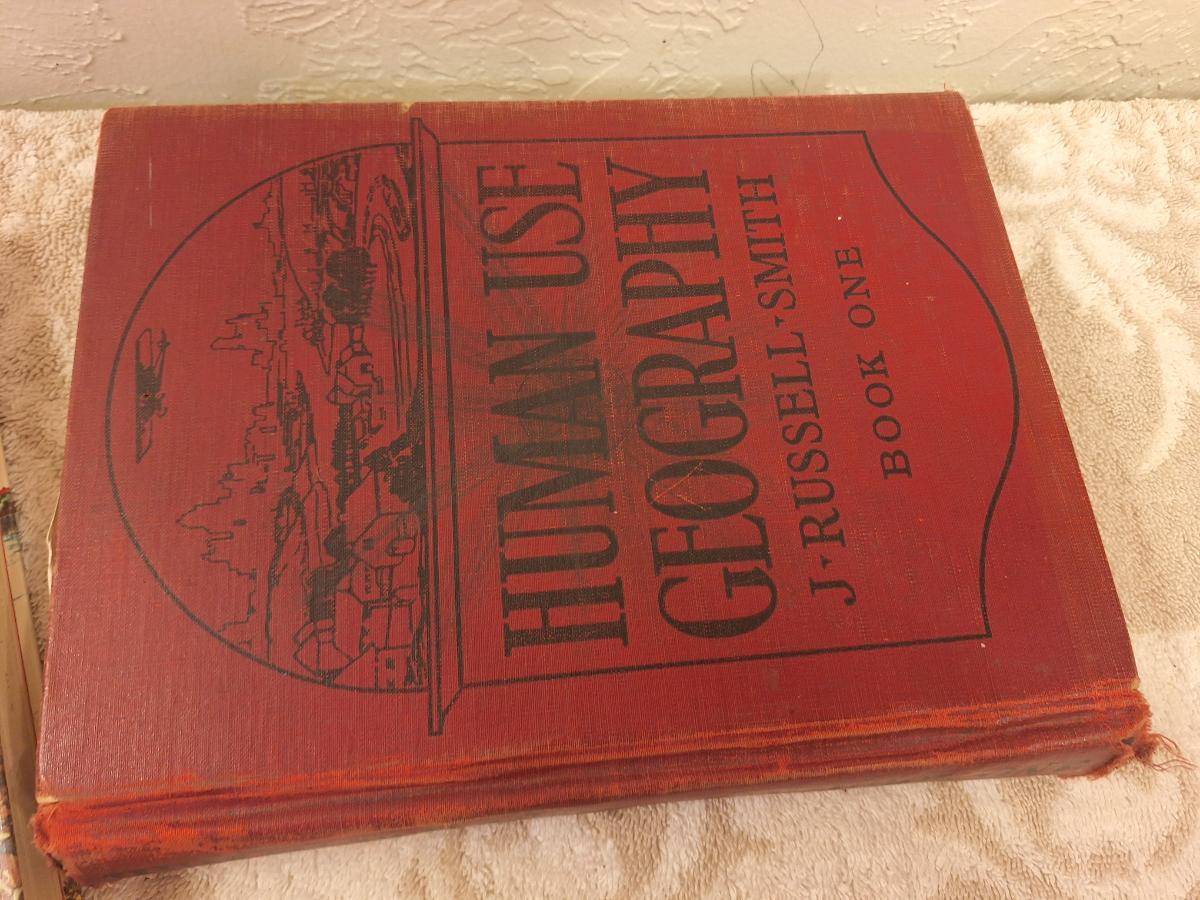 HUMAN USE
GEOGRAPHY
J·RUSSELL·SMITH
BOOK ONE